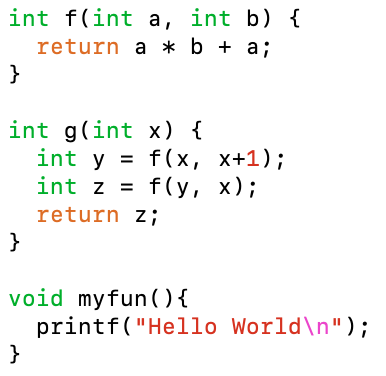 int f(int a, int b) {
  return a * b + a;
}

int g(int x) {
  int y = f(x, x+1);
  int z = f(y, x);
  return z;
}

void myfun(){
  printf("Hello World\n");
}